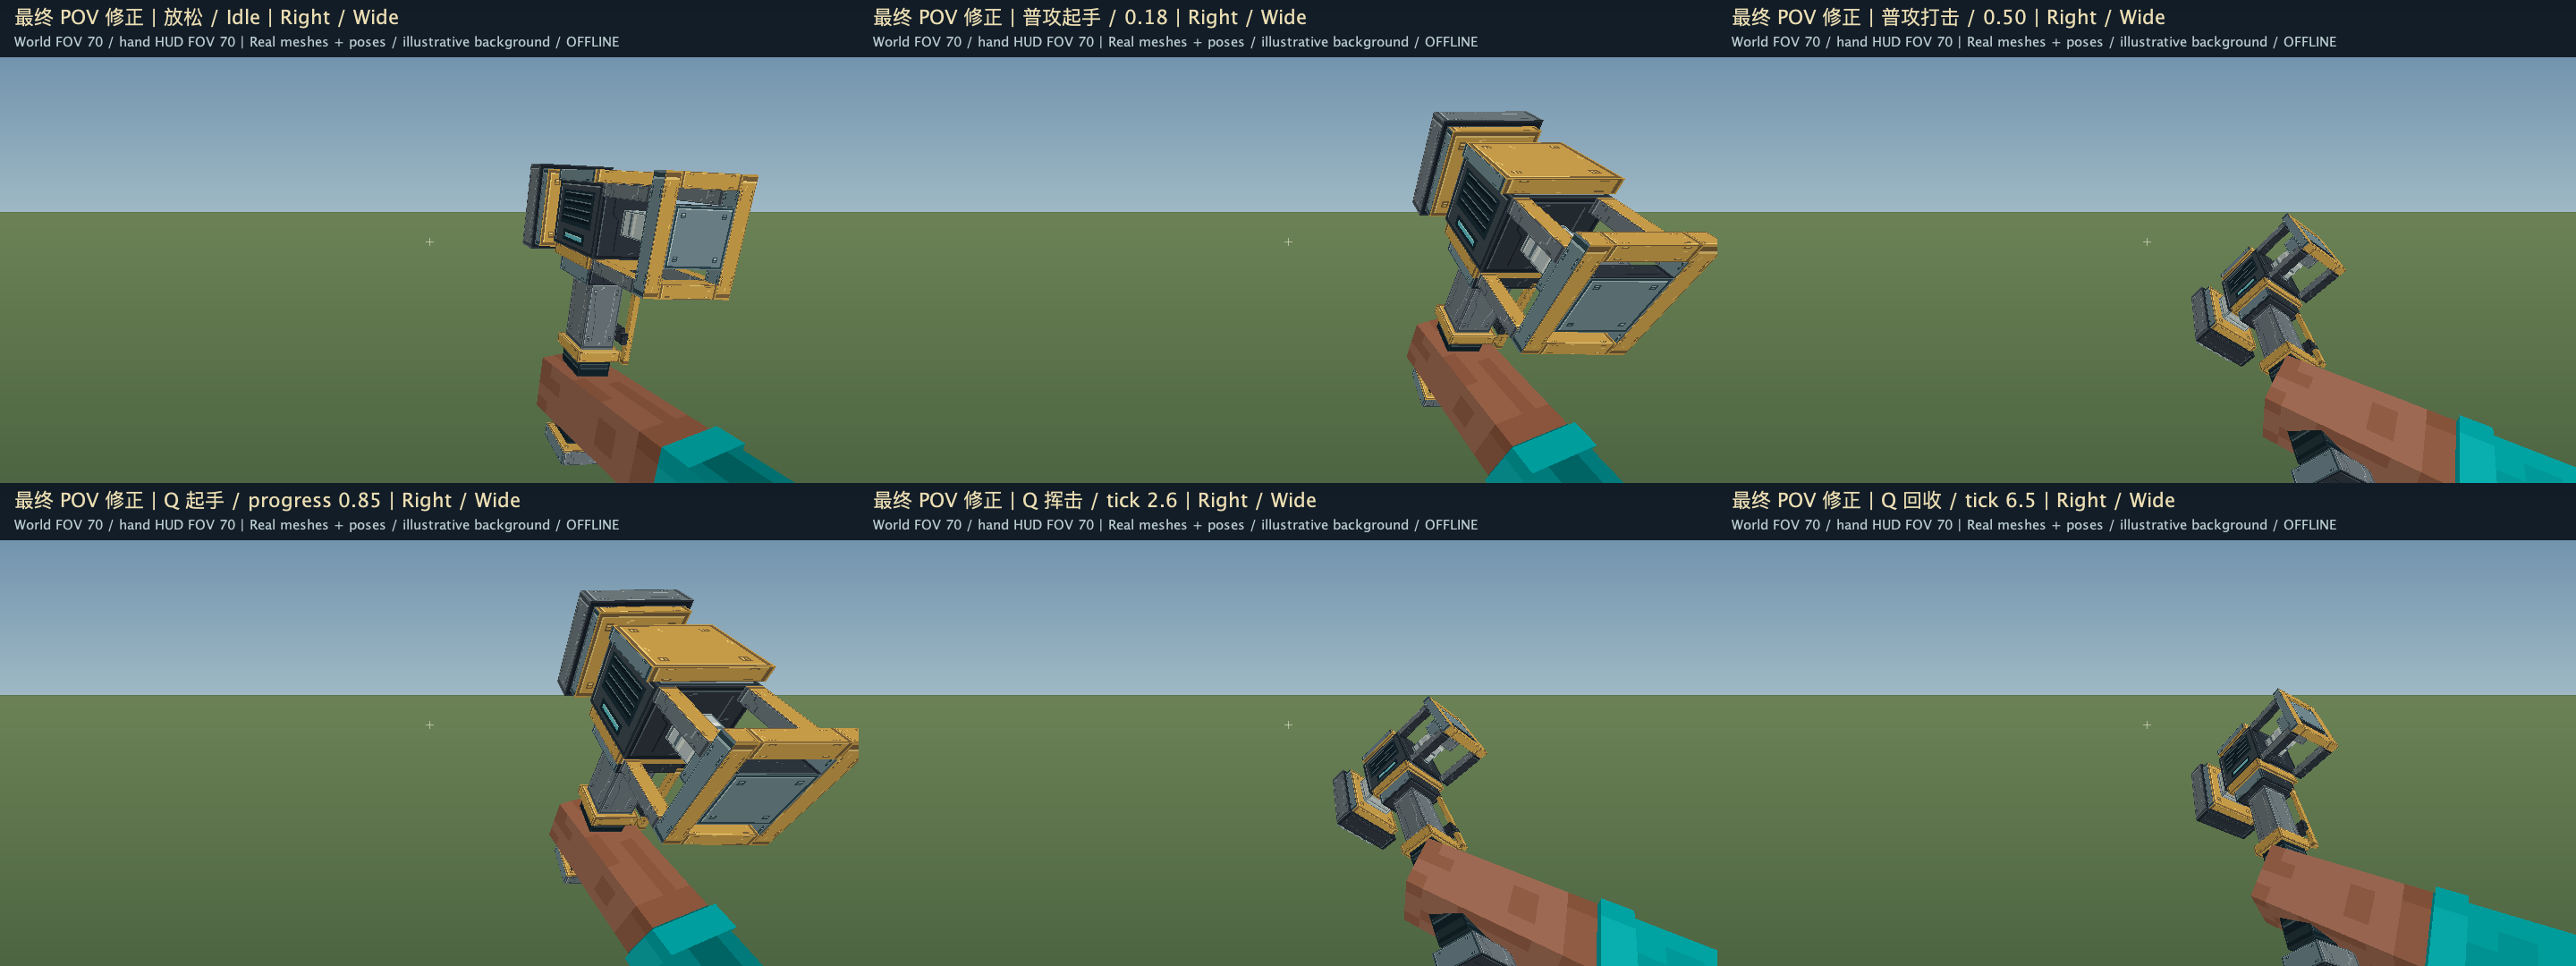 最终 POV 修正 | 放松 / Idle | Right / Wide
World FOV 70 / hand HUD FOV 70 | Real meshes + poses / illustrative background / OFFLINE
最终 POV 修正 | 普攻起手 / 0.18 | Right / Wide
World FOV 70 / hand HUD FOV 70 | Real meshes + poses / illustrative background / OFFLINE
最终 POV 修正 | 普攻打击 / 0.50 | Right / Wide
World FOV 70 / hand HUD FOV 70 | Real meshes + poses / illustrative background / OFFLINE
最终 POV 修正 | Q 起手 / progress 0.85 | Right / Wide
World FOV 70 / hand HUD FOV 70 | Real meshes + poses / illustrative background / OFFLINE
最终 POV 修正 | Q 挥击 / tick 2.6 | Right / Wide
World FOV 70 / hand HUD FOV 70 | Real meshes + poses / illustrative background / OFFLINE
最终 POV 修正 | Q 回收 / tick 6.5 | Right / Wide
World FOV 70 / hand HUD FOV 70 | Real meshes + poses / illustrative background / OFFLINE